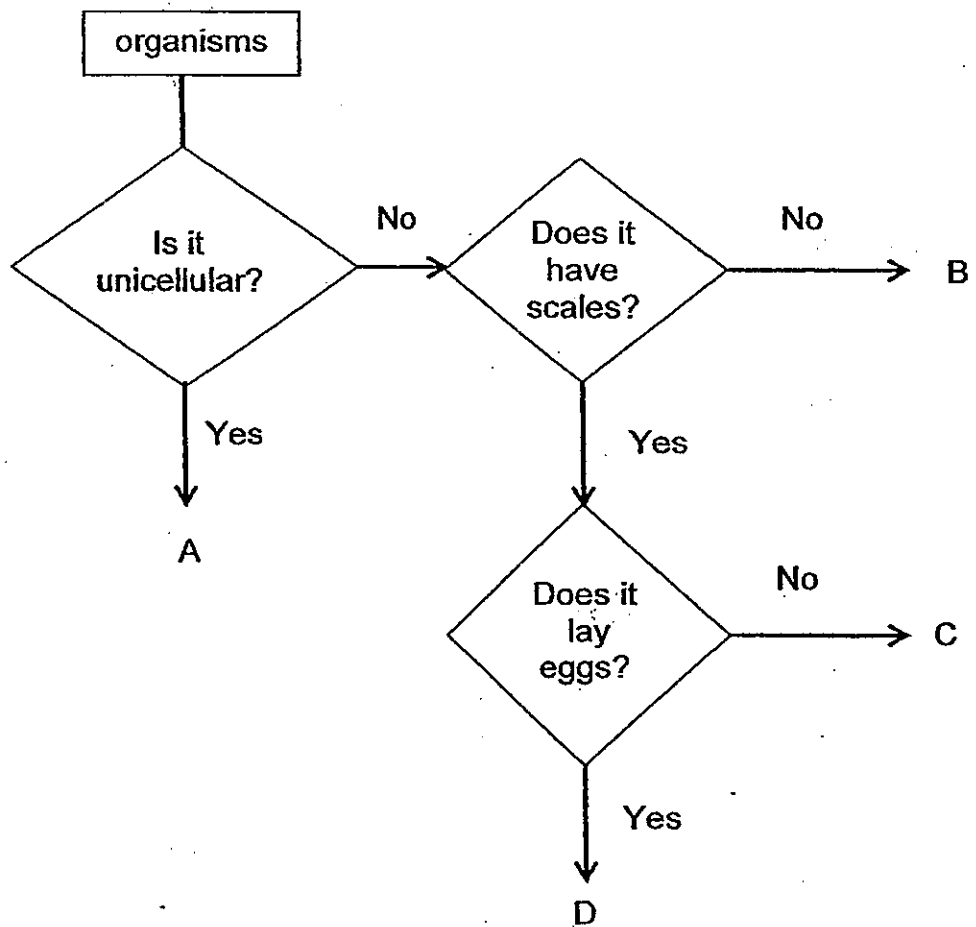 organisms
Is it
unicellular?
No
Does it
have
scales?
No
B
Yes
A
Yes
Does it
lay
eggs?
No
C
Yes
D